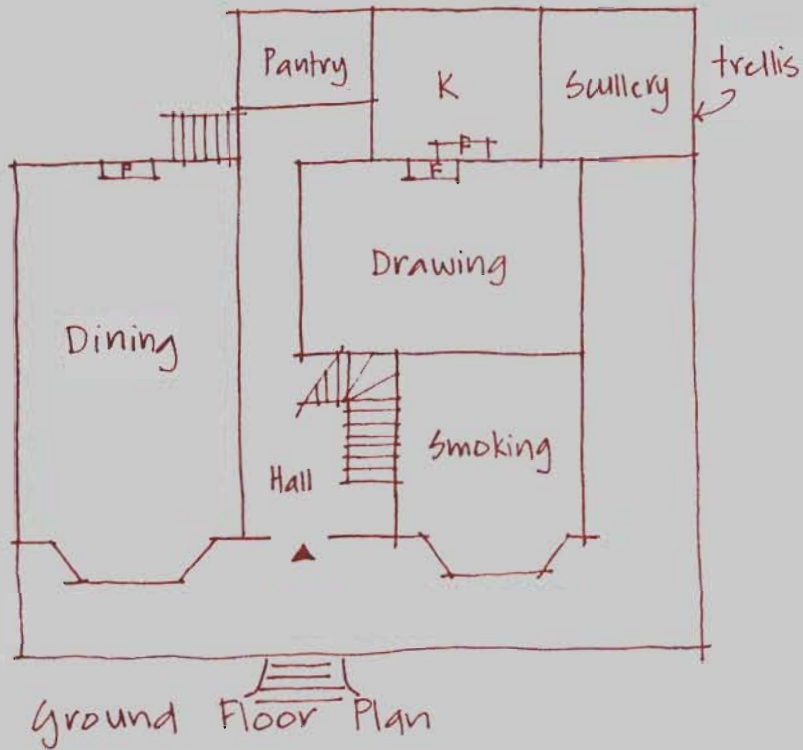 Pantry
K
Scullery
trellis
F
F
F
Drawing
Dining
Smoking
Hall
Ground Floor Plan